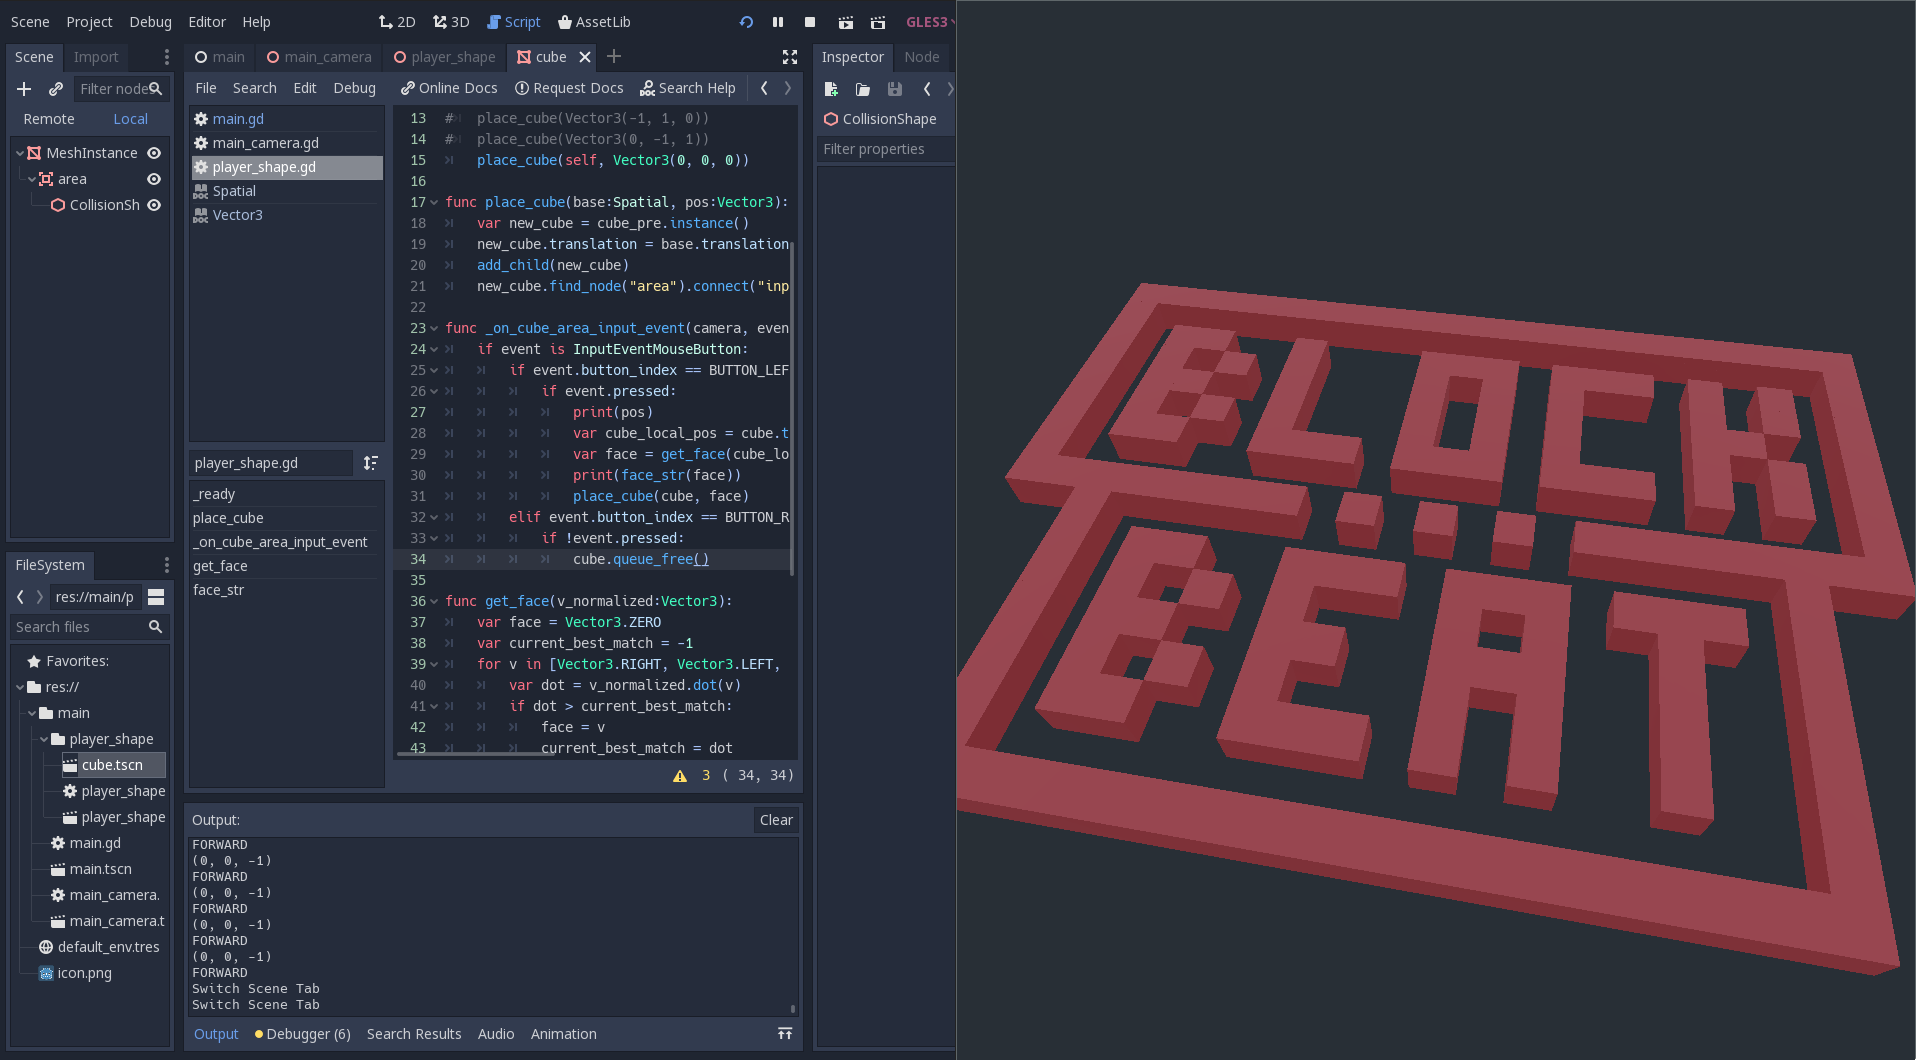 Scene Project Debug Editor Help 2D 3D Script AssetLib GLES3
Scene Import
Filter node
Remote Local
MeshInstance
area
CollisionSh
FileSystem
res://main/p
Search files
Favorites:
res://
main
player_shape
cube.tscn
player_shape
player_shape
main.gd
main.tscn
main_camera.
main_camera.t
default_env.tres
icon.png
main main_camera player_shape cube
File Search Edit Debug Online Docs Request Docs Search Help
main.gd
main_camera.gd
player_shape.gd
Spatial
Vector3
player_shape.gd
_ready
place_cube
_on_cube_area_input_event
get_face
face_str
13 # place_cube(Vector3(-1, 1, 0))
14 # place_cube(Vector3(0, -1, 1))
15 place_cube(self, Vector3(0, 0, 0))
16
17 func place_cube(base:Spatial, pos:Vector3):
18 var new_cube = cube_pre.instance()
19 new_cube.translation = base.translation
20 add_child(new_cube)
21 new_cube.find_node("area").connect("inp
22
23 func _on_cube_area_input_event(camera, even
24 if event is InputEventMouseButton:
25 if event.button_index == BUTTON_LEF
26 if event.pressed:
27 print(pos)
28 var cube_local_pos = cube.t
29 var face = get_face(cube_lo
30 print(face_str(face))
31 place_cube(cube, face)
32 elif event.button_index == BUTTON_R
33 if !event.pressed:
34 cube.queue_free()
35
36 func get_face(v_normalized:Vector3):
37 var face = Vector3.ZERO
38 var current_best_match = -1
39 for v in [Vector3.RIGHT, Vector3.LEFT,
40 var dot = v_normalized.dot(v)
41 if dot > current_best_match:
42 face = v
43 current_best_match = dot
3 ( 34, 34)
Output: Clear
FORWARD
(0, 0, -1)
FORWARD
(0, 0, -1)
FORWARD
(0, 0, -1)
FORWARD
(0, 0, -1)
FORWARD
Switch Scene Tab
Switch Scene Tab
Output Debugger (6) Search Results Audio Animation
Inspector Node
CollisionShape
Filter properties
BLOCK
BEAT